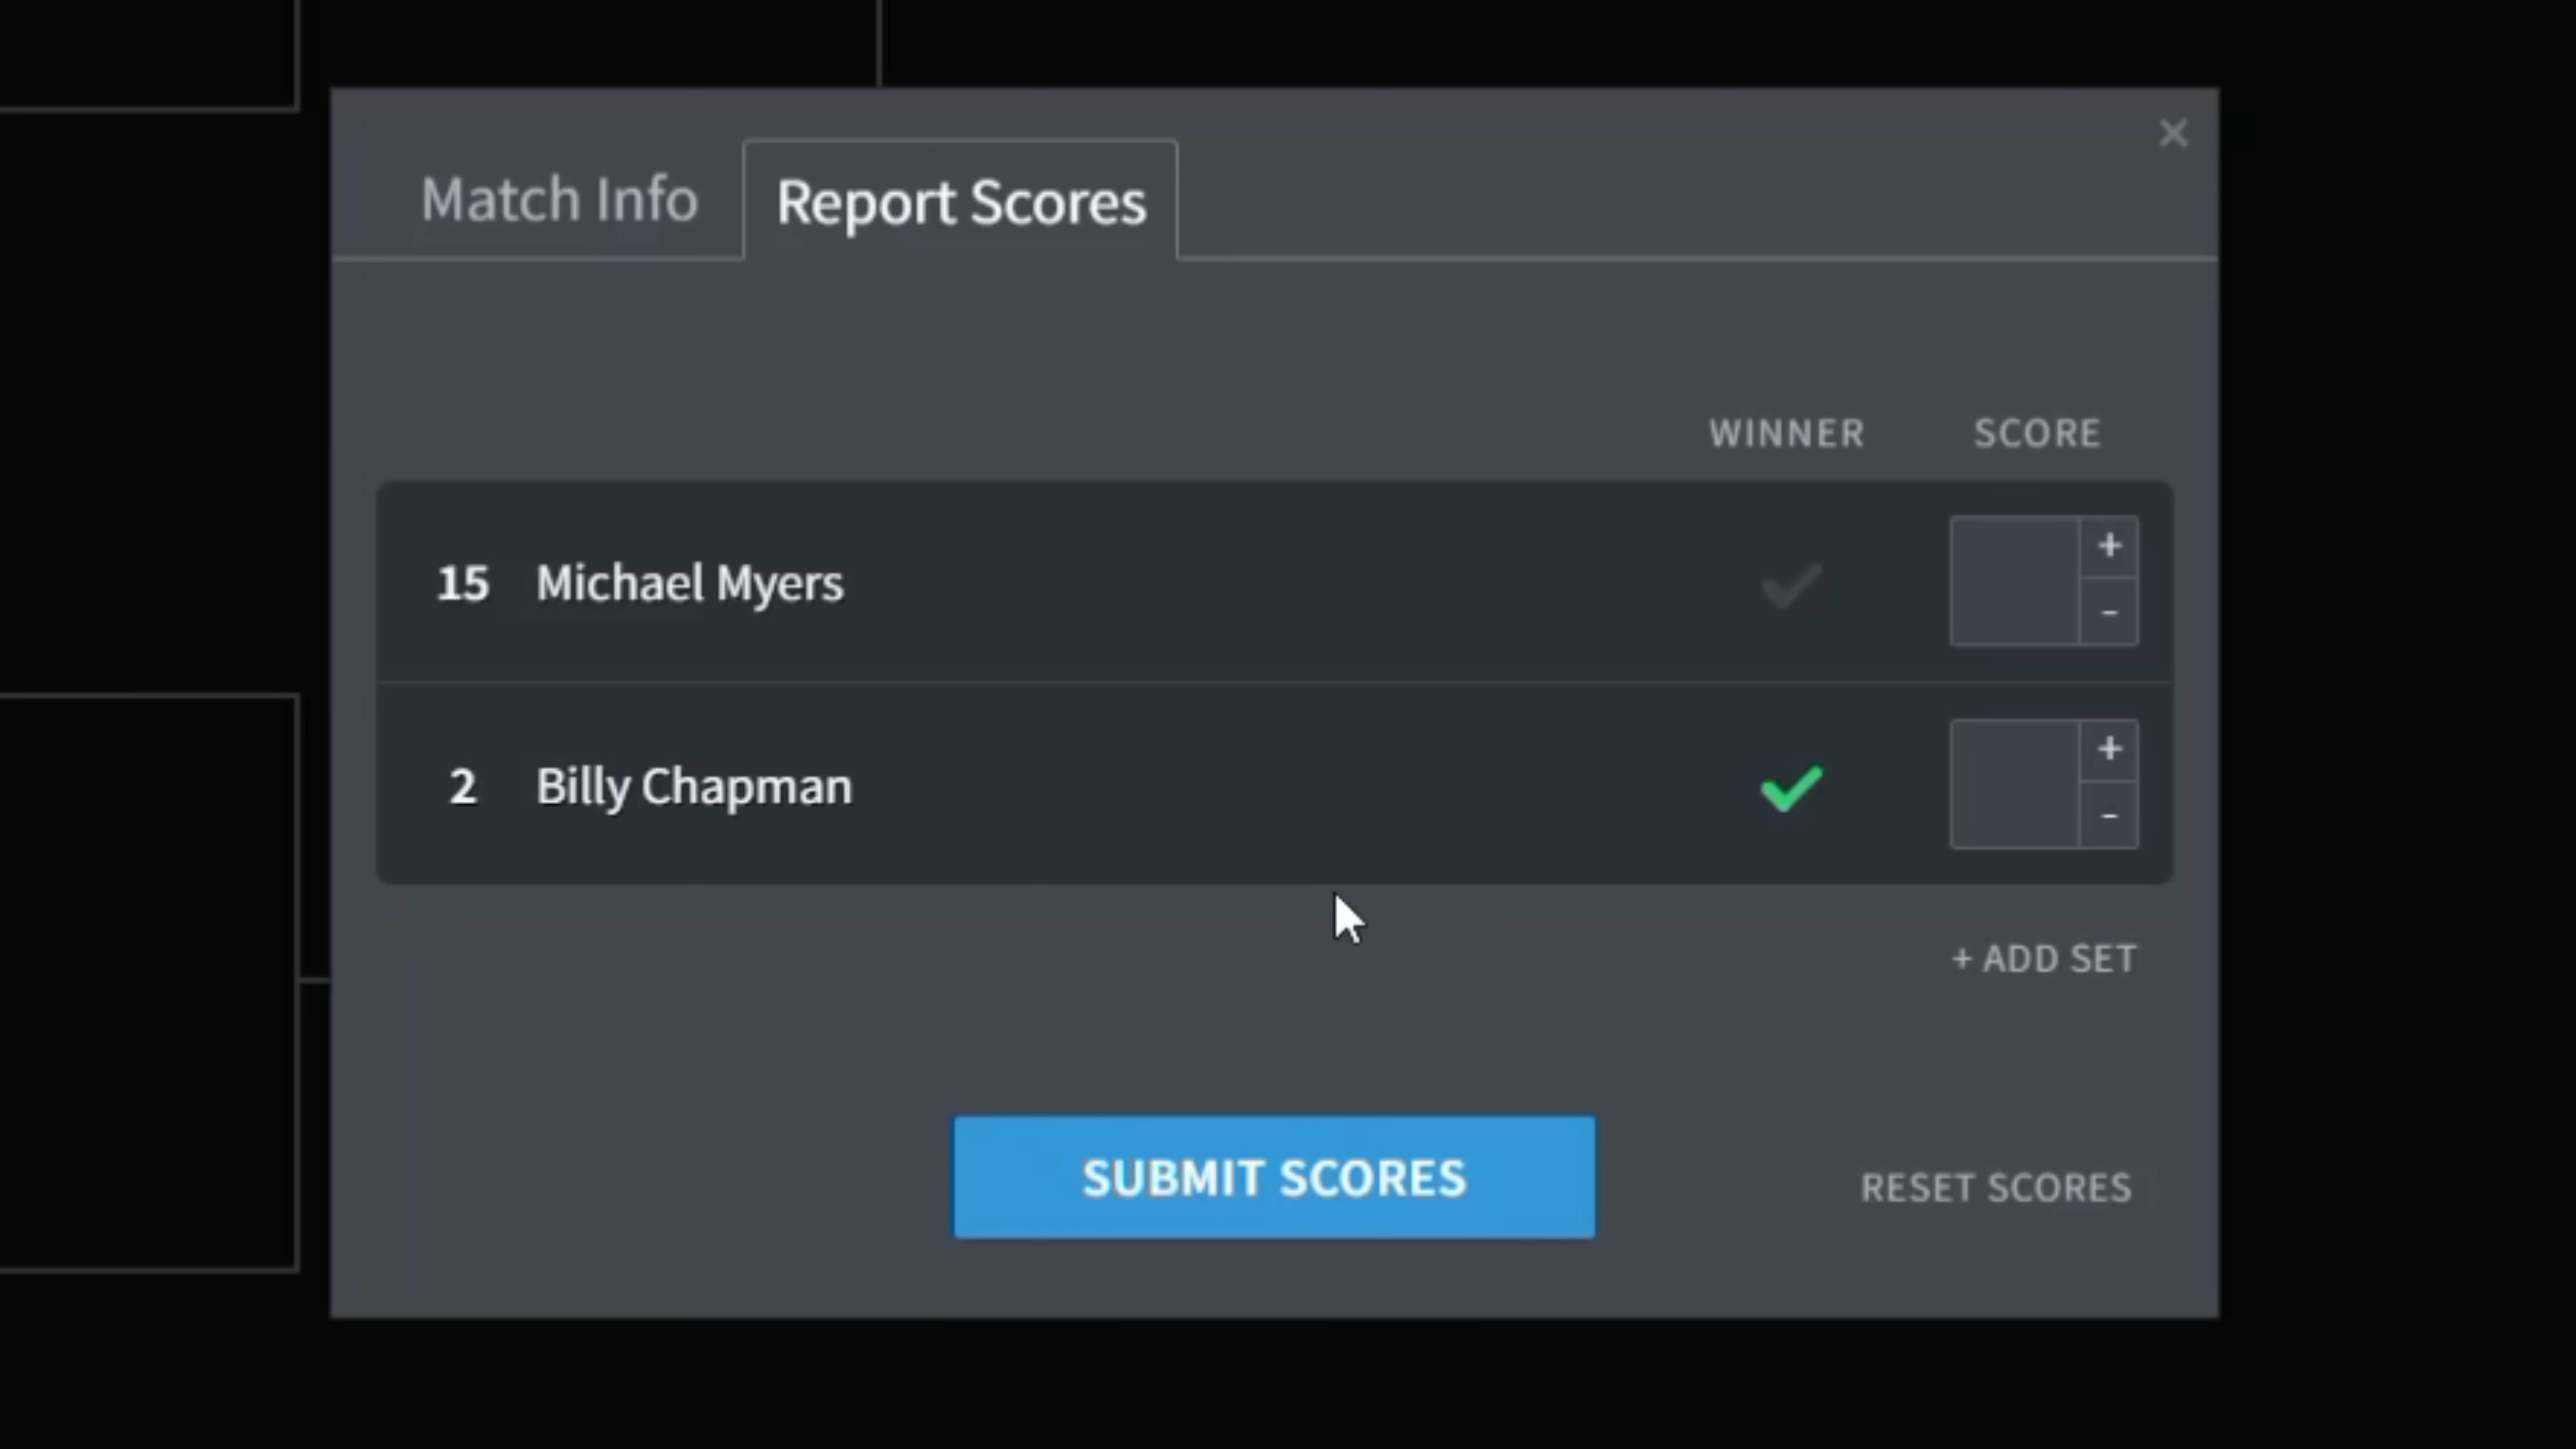 Match Info
Report Scores
WINNER SCORE
15 Michael Myers
+
-
2 Billy Chapman
+
-
+ ADD SET
SUBMIT SCORES
RESET SCORES